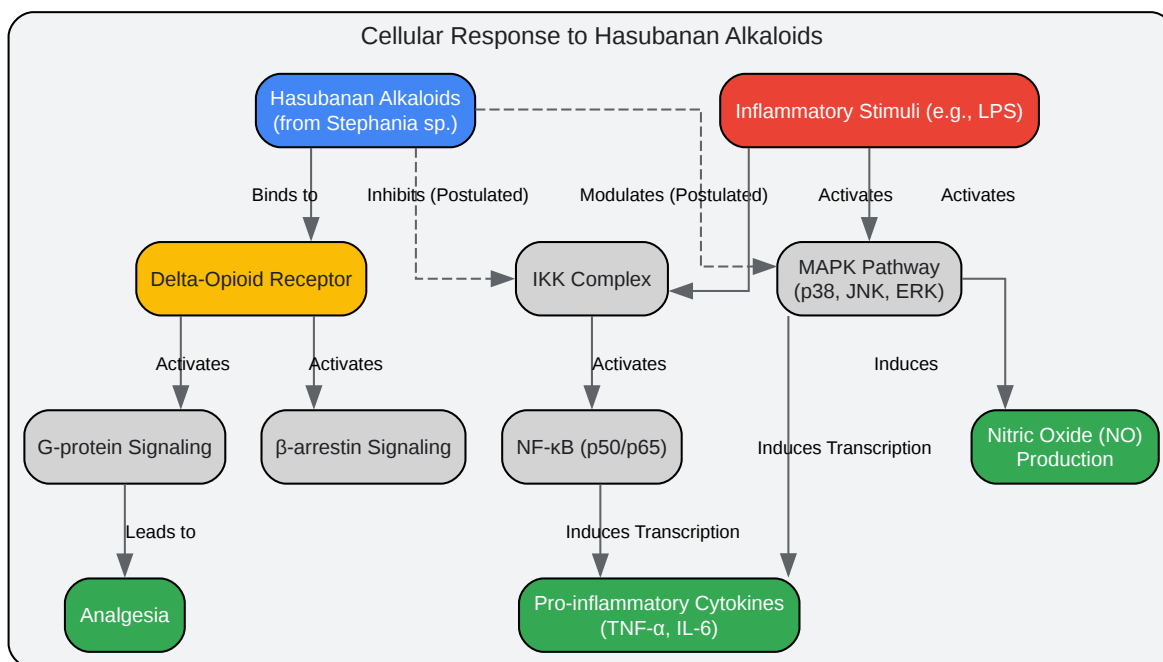 Cellular Response to Hasubanan Alkaloids
Hasubanan Alkaloids
(from Stephania sp.)
Inflammatory Stimuli (e.g., LPS)
Binds to
Inhibits (Postulated)
Modulates (Postulated)
Activates
Activates
Delta-Opioid Receptor
IKK Complex
MAPK Pathway
(p38, JNK, ERK)
Activates
Activates
Activates
Induces
G-protein Signaling
β-arrestin Signaling
NF-κB (p50/p65)
Induces Transcription
Nitric Oxide (NO)
Production
Leads to
Induces Transcription
Analgesia
Pro-inflammatory Cytokines
(TNF-α, IL-6)